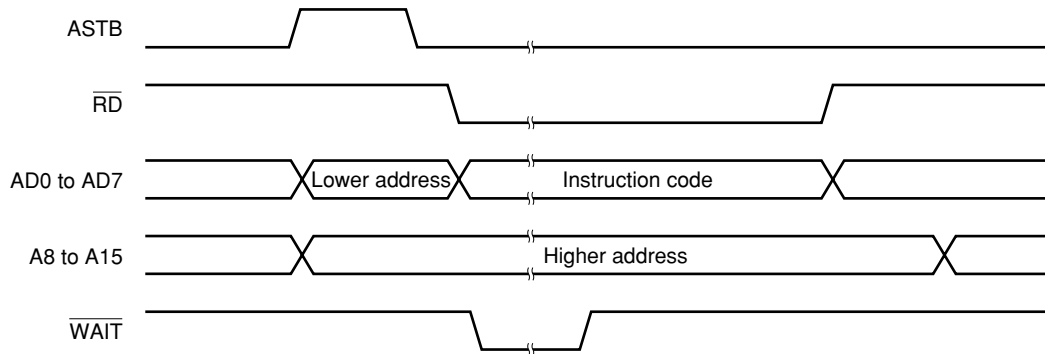 ASTB
RD
AD0 to AD7 Lower address Instruction code
A8 to A15 Higher address
WAIT